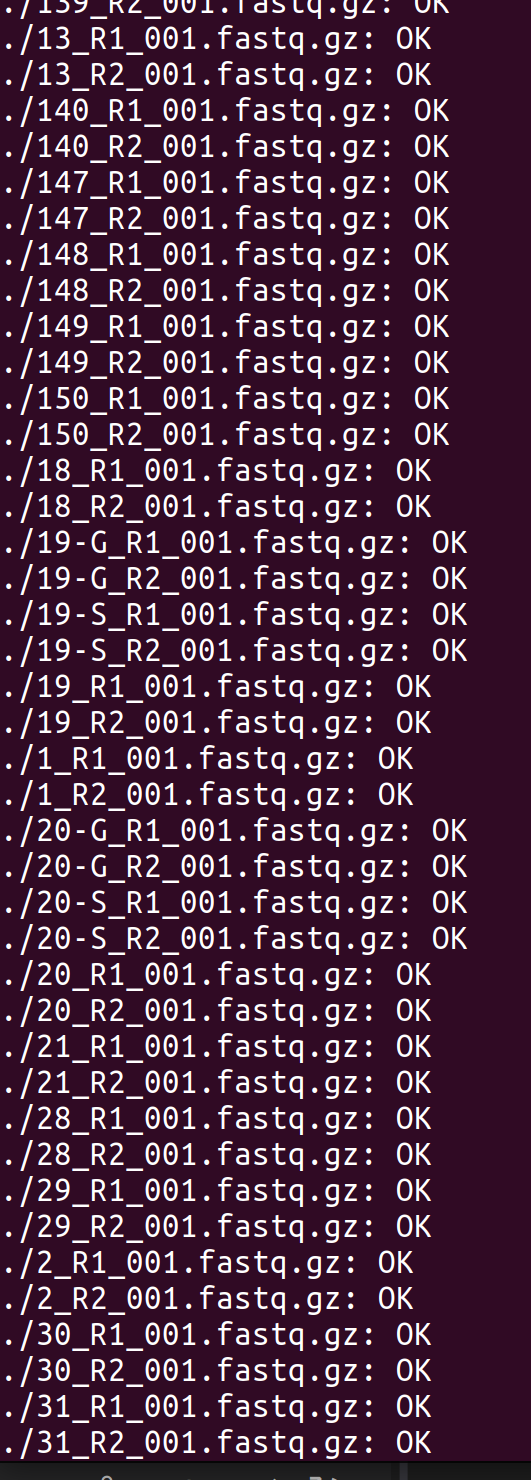 ./139_R2_001.fastq.gz: OK
./13_R1_001.fastq.gz: OK
./13_R2_001.fastq.gz: OK
./140_R1_001.fastq.gz: OK
./140_R2_001.fastq.gz: OK
./147_R1_001.fastq.gz: OK
./147_R2_001.fastq.gz: OK
./148_R1_001.fastq.gz: OK
./148_R2_001.fastq.gz: OK
./149_R1_001.fastq.gz: OK
./149_R2_001.fastq.gz: OK
./150_R1_001.fastq.gz: OK
./150_R2_001.fastq.gz: OK
./18_R1_001.fastq.gz: OK
./18_R2_001.fastq.gz: OK
./19-G_R1_001.fastq.gz: OK
./19-G_R2_001.fastq.gz: OK
./19-S_R1_001.fastq.gz: OK
./19-S_R2_001.fastq.gz: OK
./19_R1_001.fastq.gz: OK
./19_R2_001.fastq.gz: OK
./1_R1_001.fastq.gz: OK
./1_R2_001.fastq.gz: OK
./20-G_R1_001.fastq.gz: OK
./20-G_R2_001.fastq.gz: OK
./20-S_R1_001.fastq.gz: OK
./20-S_R2_001.fastq.gz: OK
./20_R1_001.fastq.gz: OK
./20_R2_001.fastq.gz: OK
./21_R1_001.fastq.gz: OK
./21_R2_001.fastq.gz: OK
./28_R1_001.fastq.gz: OK
./28_R2_001.fastq.gz: OK
./29_R1_001.fastq.gz: OK
./29_R2_001.fastq.gz: OK
./2_R1_001.fastq.gz: OK
./2_R2_001.fastq.gz: OK
./30_R1_001.fastq.gz: OK
./30_R2_001.fastq.gz: OK
./31_R1_001.fastq.gz: OK
./31_R2_001.fastq.gz: OK